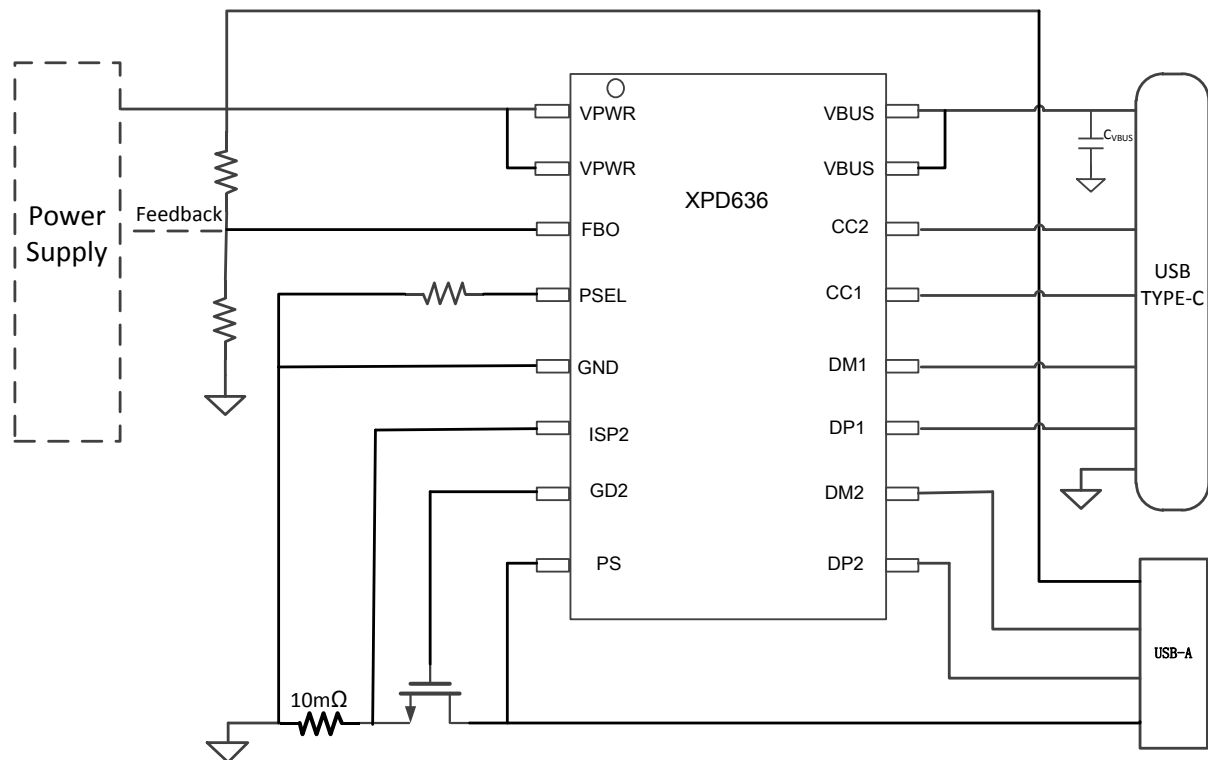 Power
Supply
Feedback
VPWR
VPWR
FBO
PSEL
GND
ISP2
GD2
PS
XPD636
VBUS
VBUS
CC2
CC1
DM1
DP1
DM2
DP2
CVBUS
USB
TYPE-C
USB-A
10mΩ